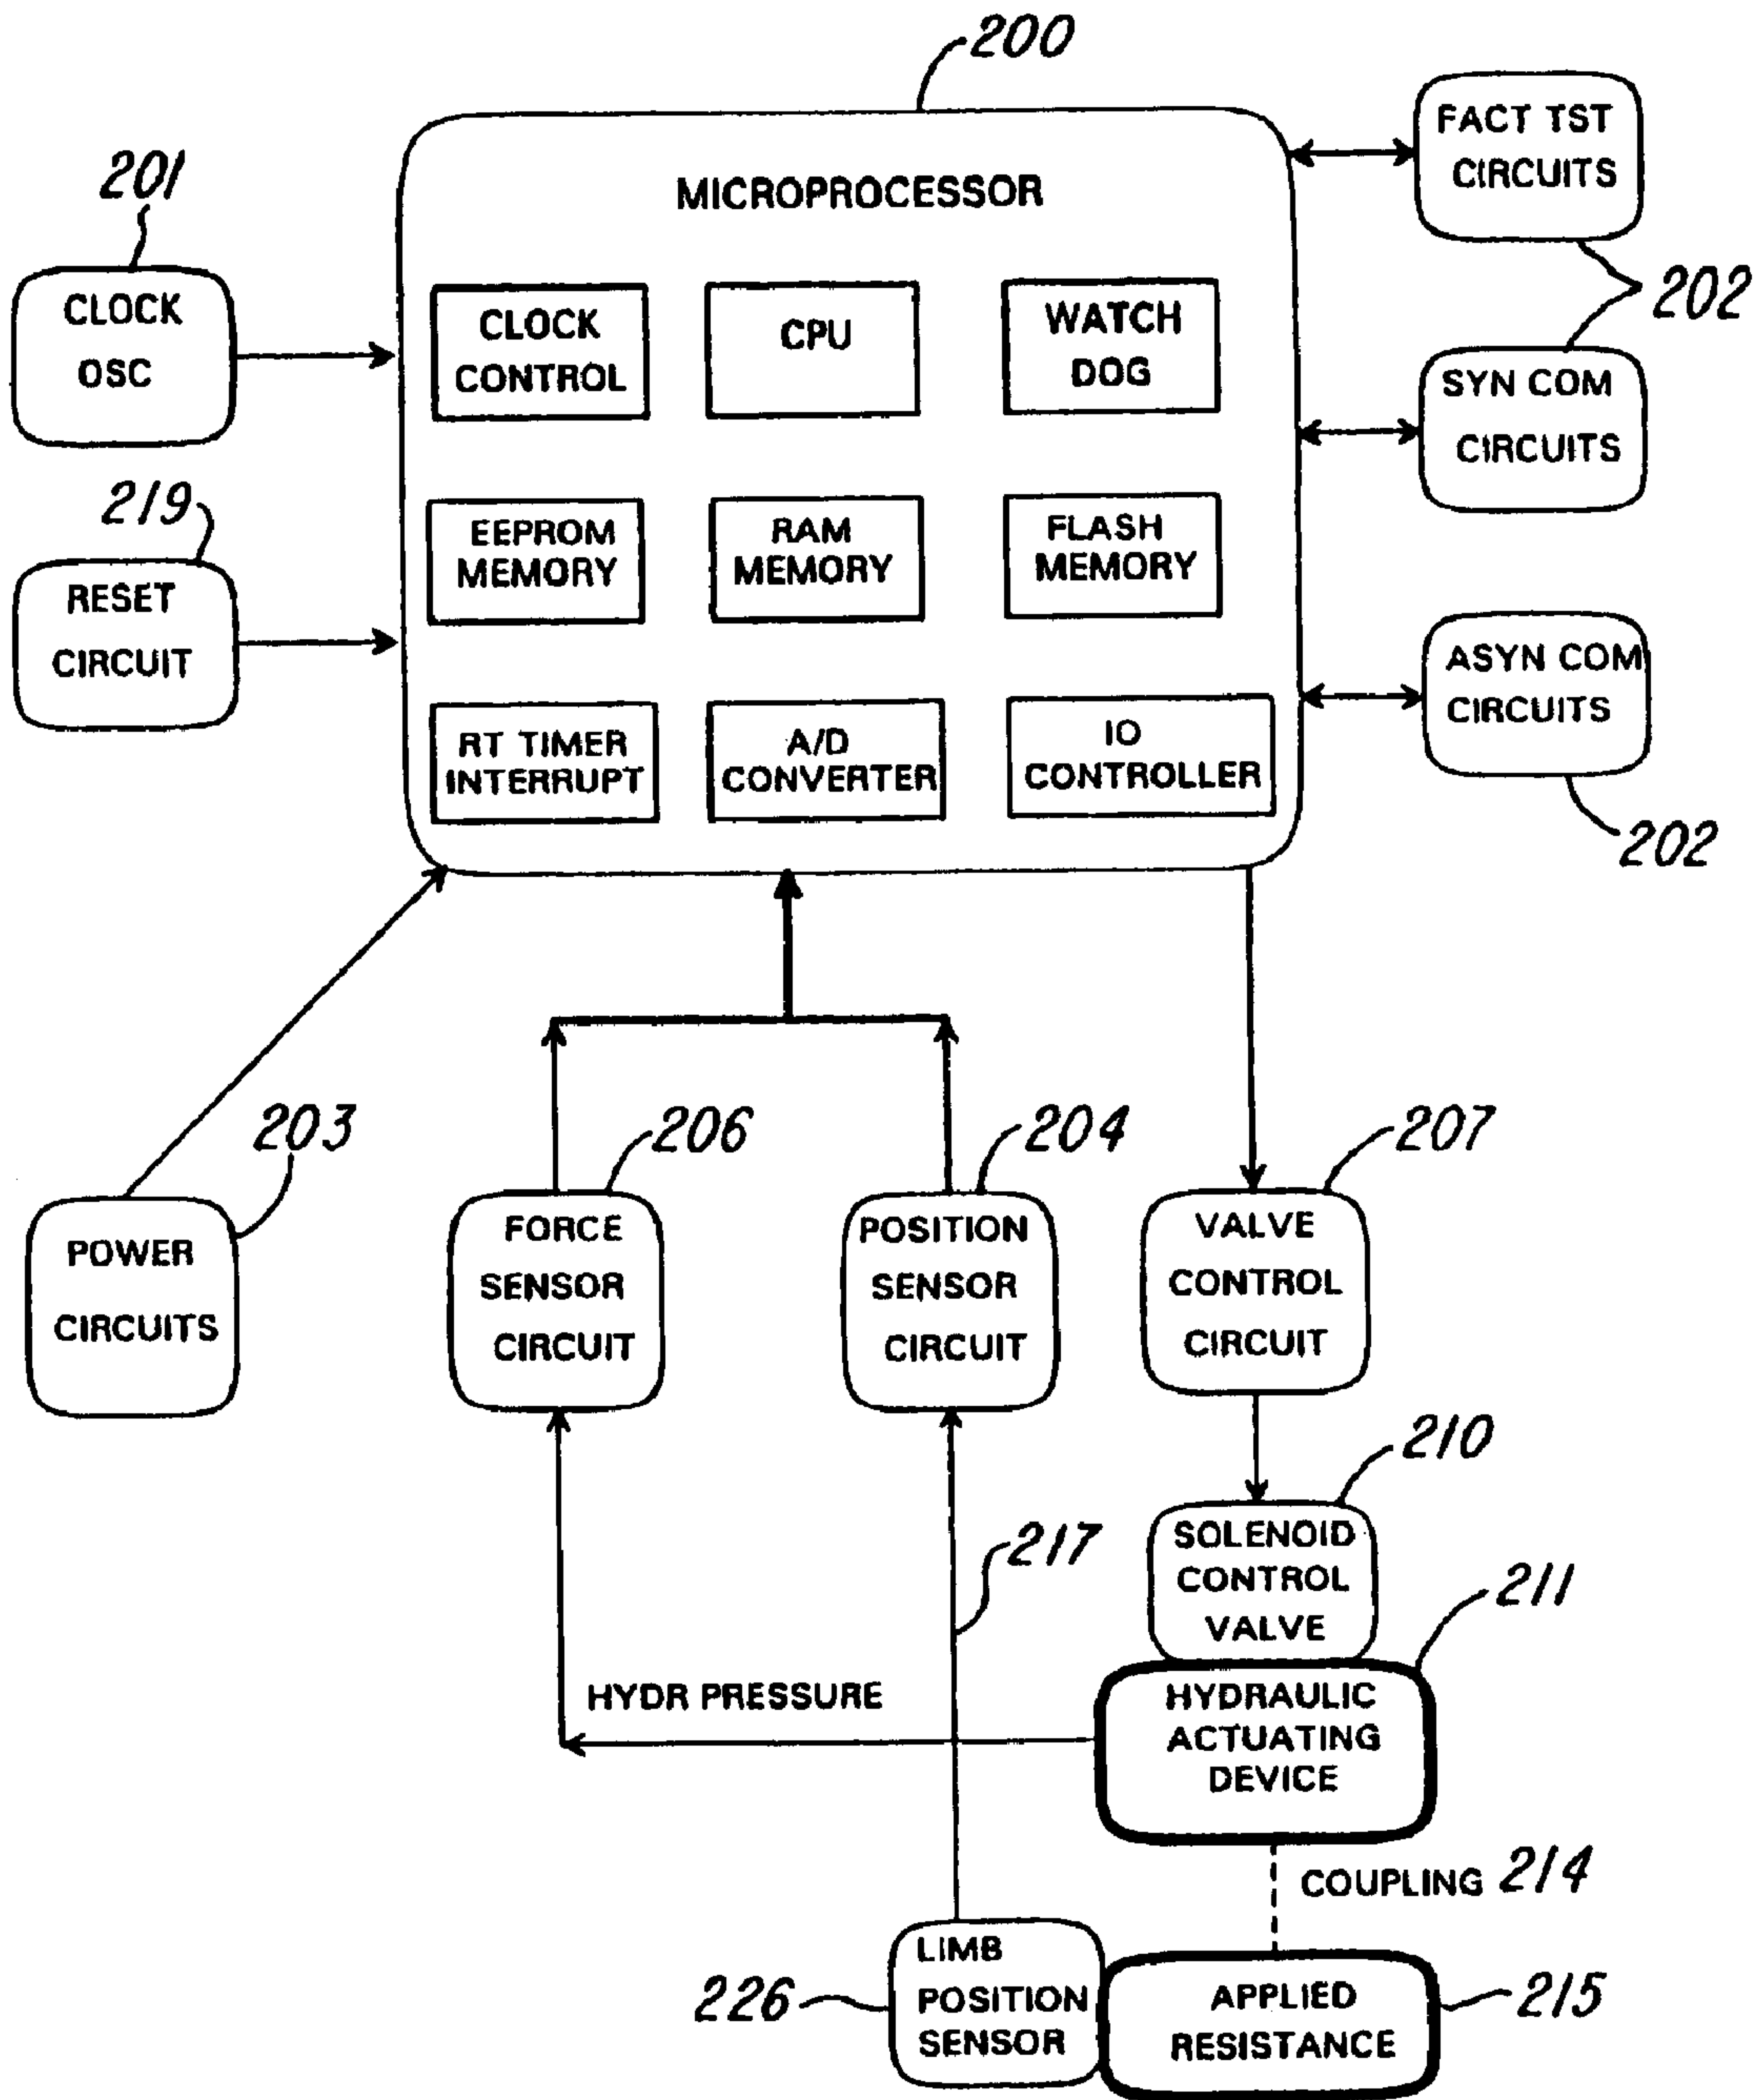 200
FACT TST
CIRCUITS
201
MICROPROCESSOR
202
CLOCK
OSC
CLOCK
CONTROL
CPU
WATCH
DOG
SYN COM
CIRCUITS
219
RESET
CIRCUIT
EEPROM
MEMORY
RAM
MEMORY
FLASH
MEMORY
ASYN COM
CIRCUITS
RT TIMER
INTERRUPT
A/D
CONVERTER
IO
CONTROLLER
202
203
206
204
207
POWER
CIRCUITS
FORCE
SENSOR
CIRCUIT
POSITION
SENSOR
CIRCUIT
VALVE
CONTROL
CIRCUIT
210
217
SOLENOID
CONTROL
VALVE
211
HYDR PRESSURE
HYDRAULIC
ACTUATING
DEVICE
COUPLING 214
226
LIMB
POSITION
SENSOR
APPLIED
RESISTANCE
215